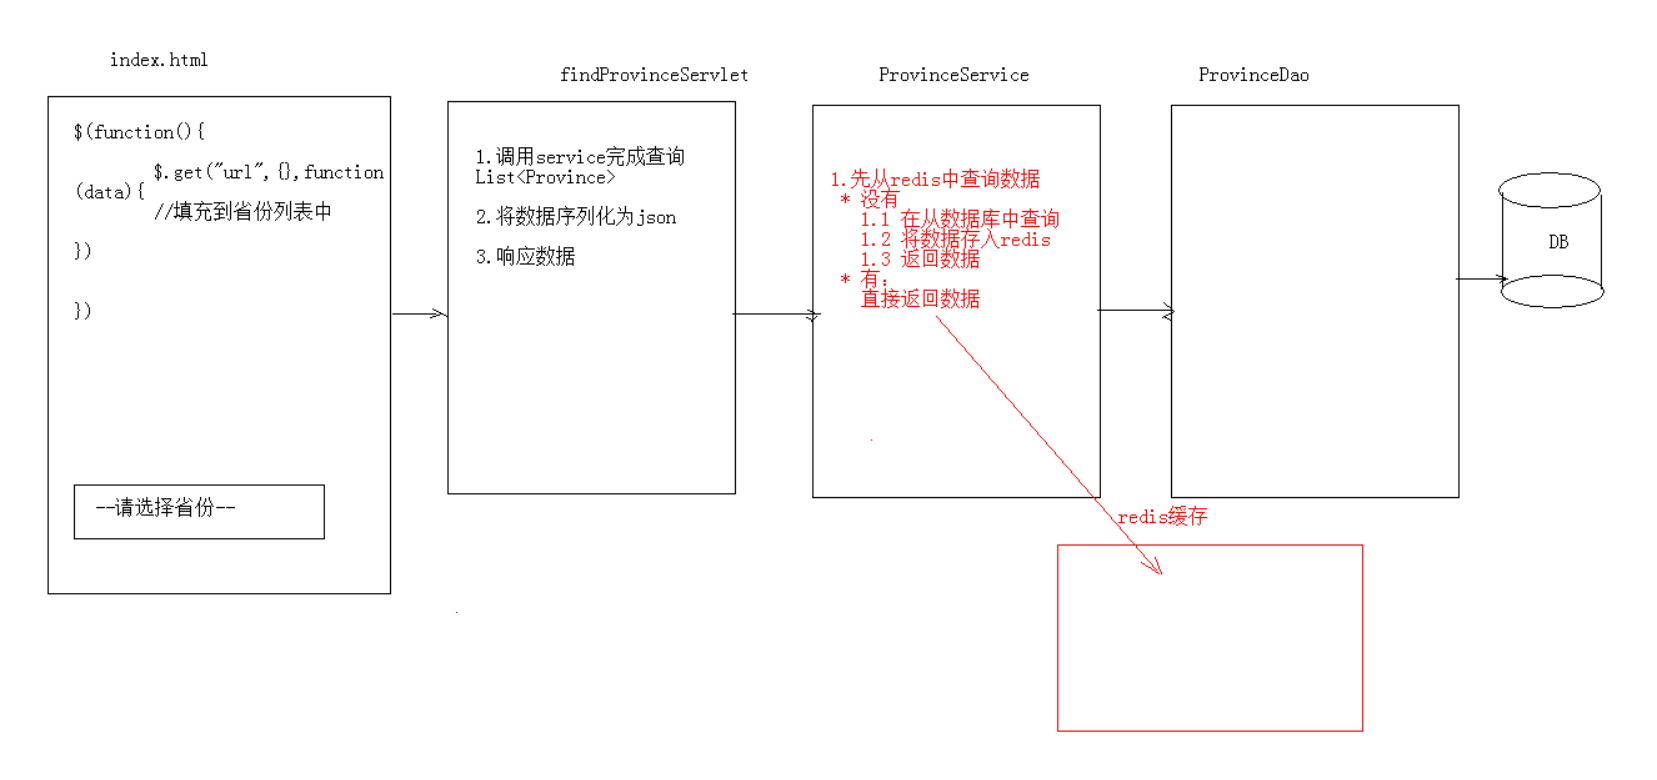 index.html
$(function(){
$.get("url",{},function
(data){
//填充到省份列表中
})
})
--请选择省份--
findProvinceServlet
1.调用service完成查询
List<Province>
2.将数据序列化为json
3.响应数据
ProvinceService
1.先从redis中查询数据
* 没有
1.1 在从数据库中查询
1.2 将数据存入redis
1.3 返回数据
* 有:
直接返回数据
ProvinceDao
DB
redis缓存